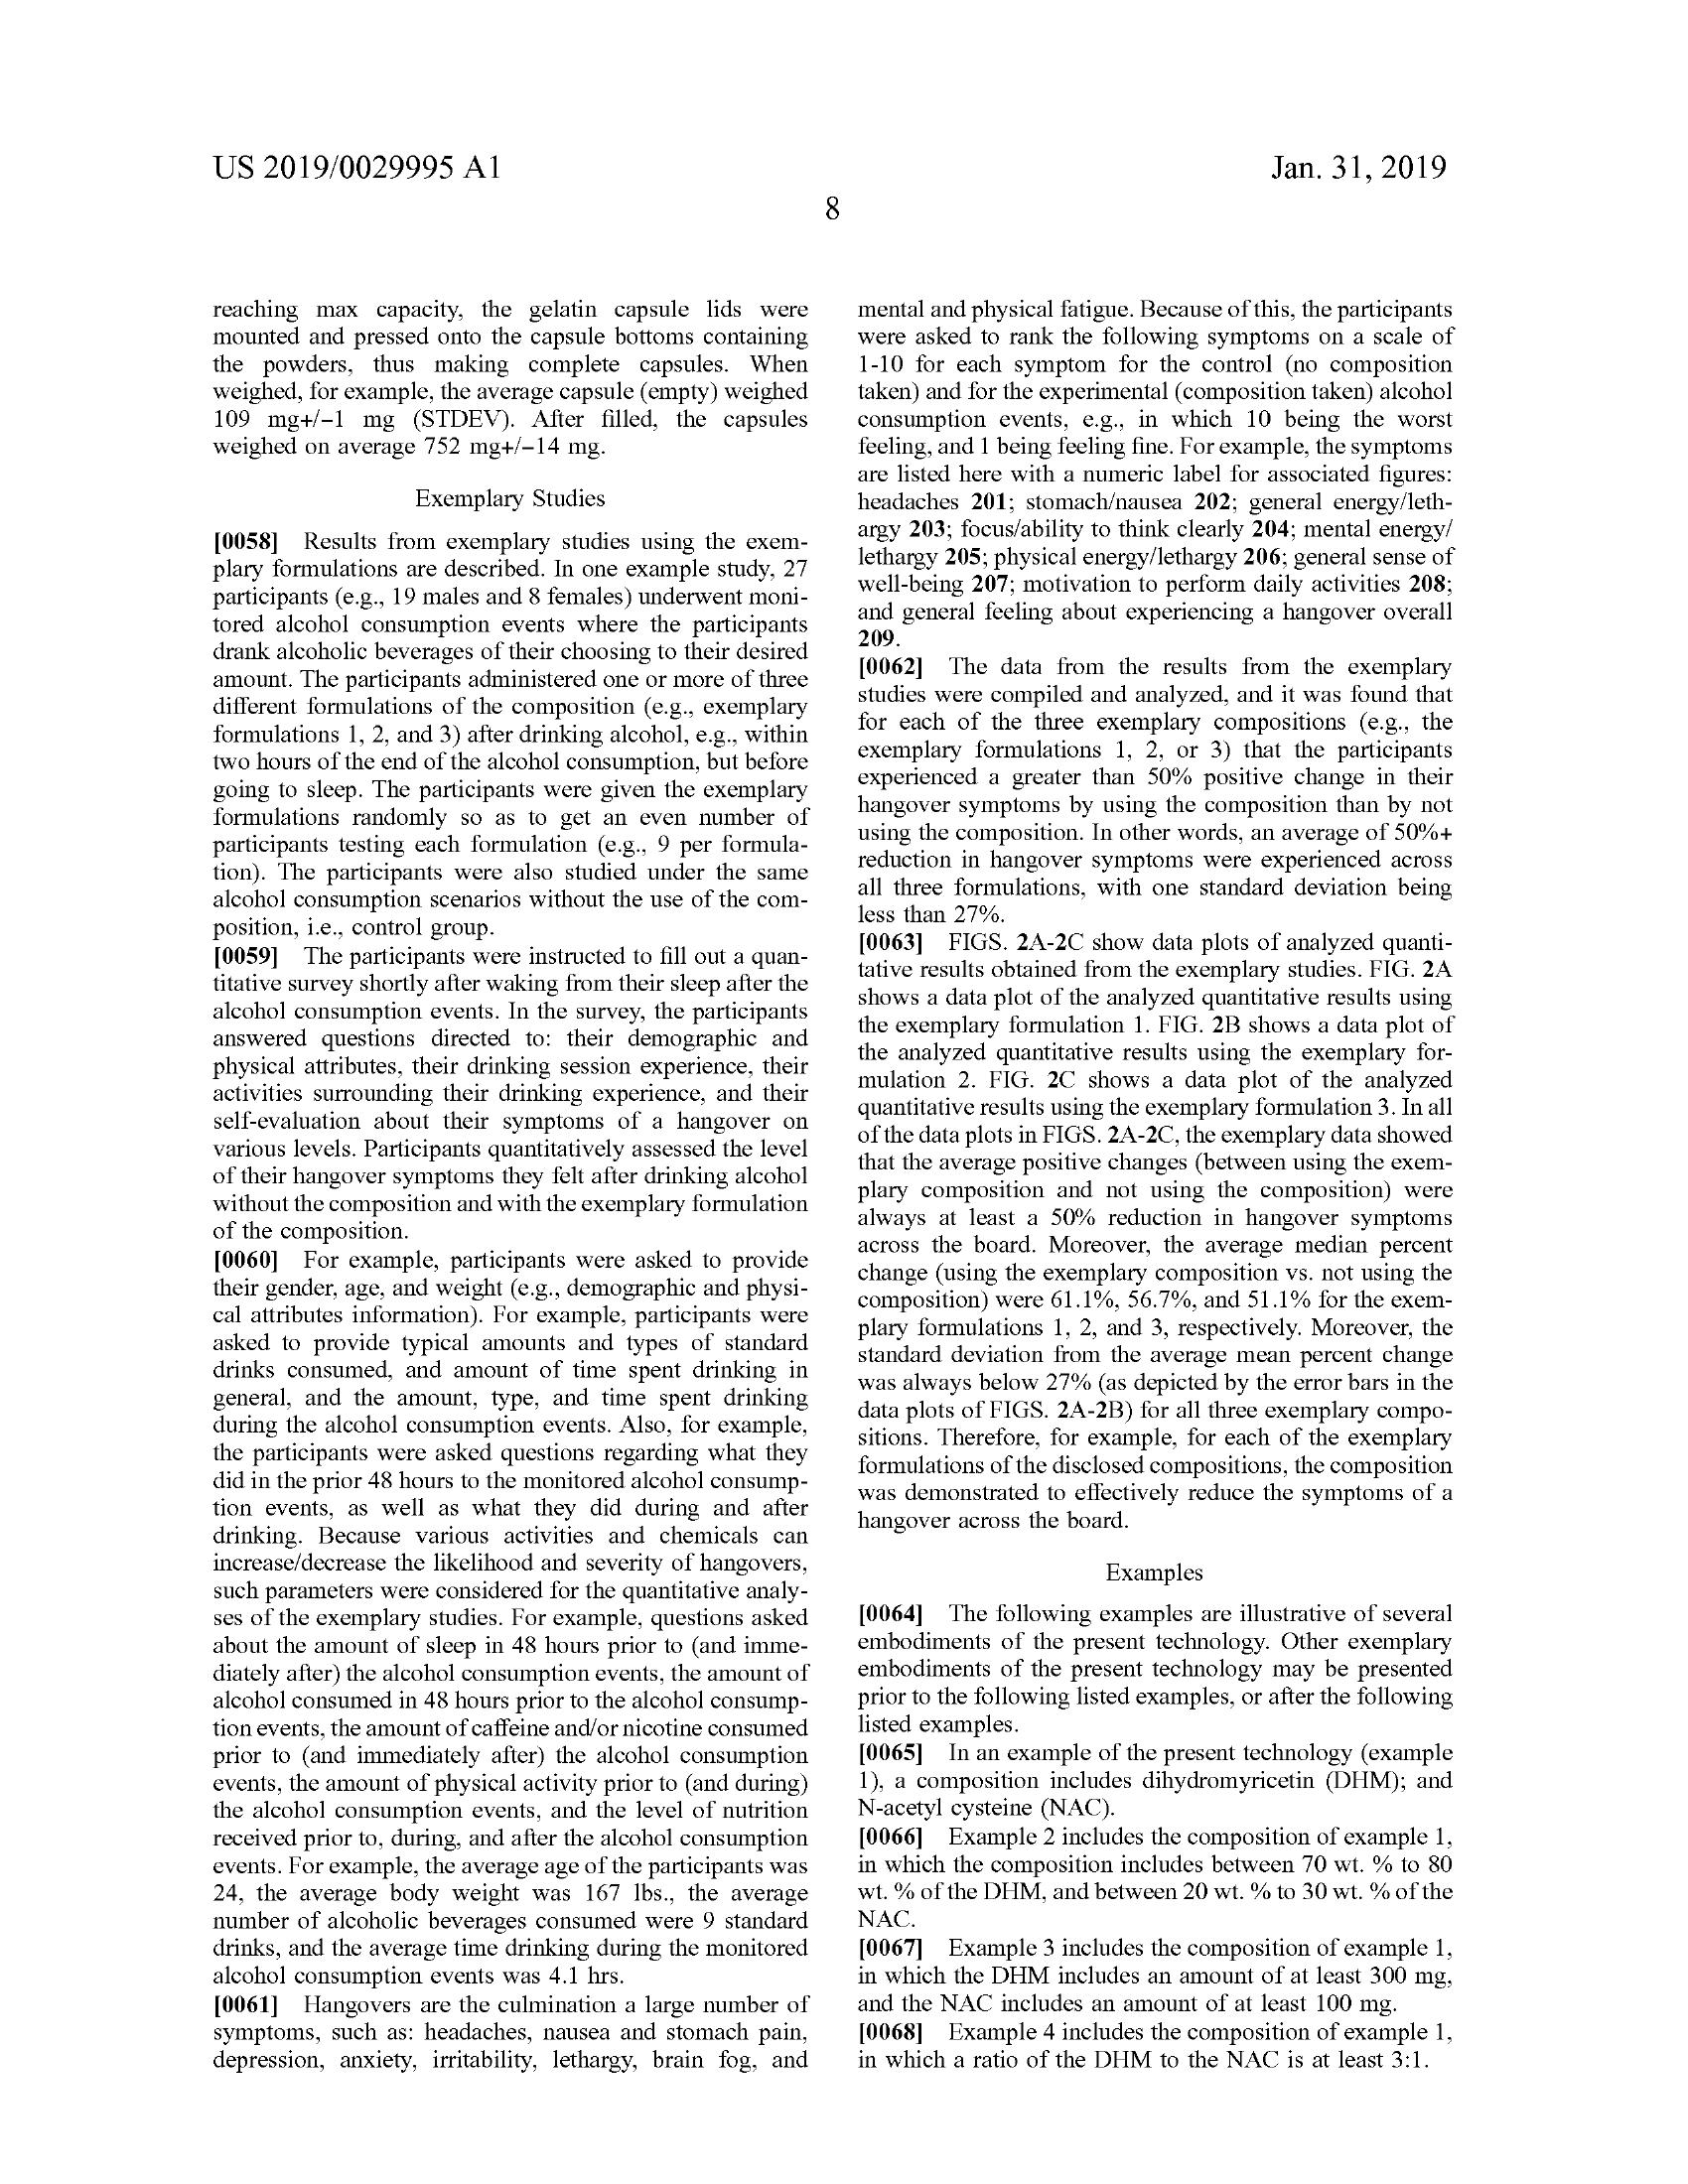 US 2019/0029995 A1
Jan. 31, 2019
8
reaching max capacity, the gelatin capsule lids were
mounted and pressed onto the capsule bottoms containing
the powders, thus making complete capsules. When
weighed, for example, the average capsule (empty) weighed
109 mg+/−1 mg (STDEV). After filled, the capsules
weighed on average 752 mg+/−14 mg.
Exemplary Studies
[0058] Results from exemplary studies using the exem-
plary formulations are described. In one example study, 27
participants (e.g., 19 males and 8 females) underwent moni-
tored alcohol consumption events where the participants
drank alcoholic beverages of their choosing to their desired
amount. The participants administered one or more of three
different formulations of the composition (e.g., exemplary
formulations 1, 2, and 3) after drinking alcohol, e.g., within
two hours of the end of the alcohol consumption, but before
going to sleep. The participants were given the exemplary
formulations randomly so as to get an even number of
participants testing each formulation (e.g., 9 per formula-
tion). The participants were also studied under the same
alcohol consumption scenarios without the use of the com-
position, i.e., control group.
[0059] The participants were instructed to fill out a quan-
titative survey shortly after waking from their sleep after the
alcohol consumption events. In the survey, the participants
answered questions directed to: their demographic and
physical attributes, their drinking session experience, their
activities surrounding their drinking experience, and their
self-evaluation about their symptoms of a hangover on
various levels. Participants quantitatively assessed the level
of their hangover symptoms they felt after drinking alcohol
without the composition and with the exemplary formulation
of the composition.
[0060] For example, participants were asked to provide
their gender, age, and weight (e.g., demographic and physi-
cal attributes information). For example, participants were
asked to provide typical amounts and types of standard
drinks consumed, and amount of time spent drinking in
general, and the amount, type, and time spent drinking
during the alcohol consumption events. Also, for example,
the participants were asked questions regarding what they
did in the prior 48 hours to the monitored alcohol consump-
tion events, as well as what they did during and after
drinking. Because various activities and chemicals can
increase/decrease the likelihood and severity of hangovers,
such parameters were considered for the quantitative analy-
ses of the exemplary studies. For example, questions asked
about the amount of sleep in 48 hours prior to (and imme-
diately after) the alcohol consumption events, the amount of
alcohol consumed in 48 hours prior to the alcohol consump-
tion events, the amount of caffeine and/or nicotine consumed
prior to (and immediately after) the alcohol consumption
events, the amount of physical activity prior to (and during)
the alcohol consumption events, and the level of nutrition
received prior to, during, and after the alcohol consumption
events. For example, the average age of the participants was
24, the average body weight was 167 lbs., the average
number of alcoholic beverages consumed were 9 standard
drinks, and the average time drinking during the monitored
alcohol consumption events was 4.1 hrs.
[0061] Hangovers are the culmination a large number of
symptoms, such as: headaches, nausea and stomach pain,
depression, anxiety, irritability, lethargy, brain fog, and
mental and physical fatigue. Because of this, the participants
were asked to rank the following symptoms on a scale of
1-10 for each symptom for the control (no composition
taken) and for the experimental (composition taken) alcohol
consumption events, e.g., in which 10 being the worst
feeling, and 1 being feeling fine. For example, the symptoms
are listed here with a numeric label for associated figures:
headaches 201; stomach/nausea 202; general energy/leth-
argy 203; focus/ability to think clearly 204; mental energy/
lethargy 205; physical energy/lethargy 206; general sense of
well-being 207; motivation to perform daily activities 208;
and general feeling about experiencing a hangover overall
209.
[0062] The data from the results from the exemplary
studies were compiled and analyzed, and it was found that
for each of the three exemplary compositions (e.g., the
exemplary formulations 1, 2, or 3) that the participants
experienced a greater than 50% positive change in their
hangover symptoms by using the composition than by not
using the composition. In other words, an average of 50%+
reduction in hangover symptoms were experienced across
all three formulations, with one standard deviation being
less than 27%.
[0063] FIGS. 2A-2C show data plots of analyzed quanti-
tative results obtained from the exemplary studies. FIG. 2A
shows a data plot of the analyzed quantitative results using
the exemplary formulation 1. FIG. 2B shows a data plot of
the analyzed quantitative results using the exemplary for-
mulation 2. FIG. 2C shows a data plot of the analyzed
quantitative results using the exemplary formulation 3. In all
of the data plots in FIGS. 2A-2C, the exemplary data showed
that the average positive changes (between using the exem-
plary composition and not using the composition) were
always at least a 50% reduction in hangover symptoms
across the board. Moreover, the average median percent
change (using the exemplary composition vs. not using the
composition) were 61.1%, 56.7%, and 51.1% for the exem-
plary formulations 1, 2, and 3, respectively. Moreover, the
standard deviation from the average mean percent change
was always below 27% (as depicted by the error bars in the
data plots of FIGS. 2A-2B) for all three exemplary compo-
sitions. Therefore, for example, for each of the exemplary
formulations of the disclosed compositions, the composition
was demonstrated to effectively reduce the symptoms of a
hangover across the board.
Examples
[0064] The following examples are illustrative of several
embodiments of the present technology. Other exemplary
embodiments of the present technology may be presented
prior to the following listed examples, or after the following
listed examples.
[0065] In an example of the present technology (example
1), a composition includes dihydromyricetin (DHM); and
N-acetyl cysteine (NAC).
[0066] Example 2 includes the composition of example 1,
in which the composition includes between 70 wt. % to 80
wt. % of the DHM, and between 20 wt. % to 30 wt. % of the
NAC.
[0067] Example 3 includes the composition of example 1,
in which the DHM includes an amount of at least 300 mg,
and the NAC includes an amount of at least 100 mg.
[0068] Example 4 includes the composition of example 1,
in which a ratio of the DHM to the NAC is at least 3:1.